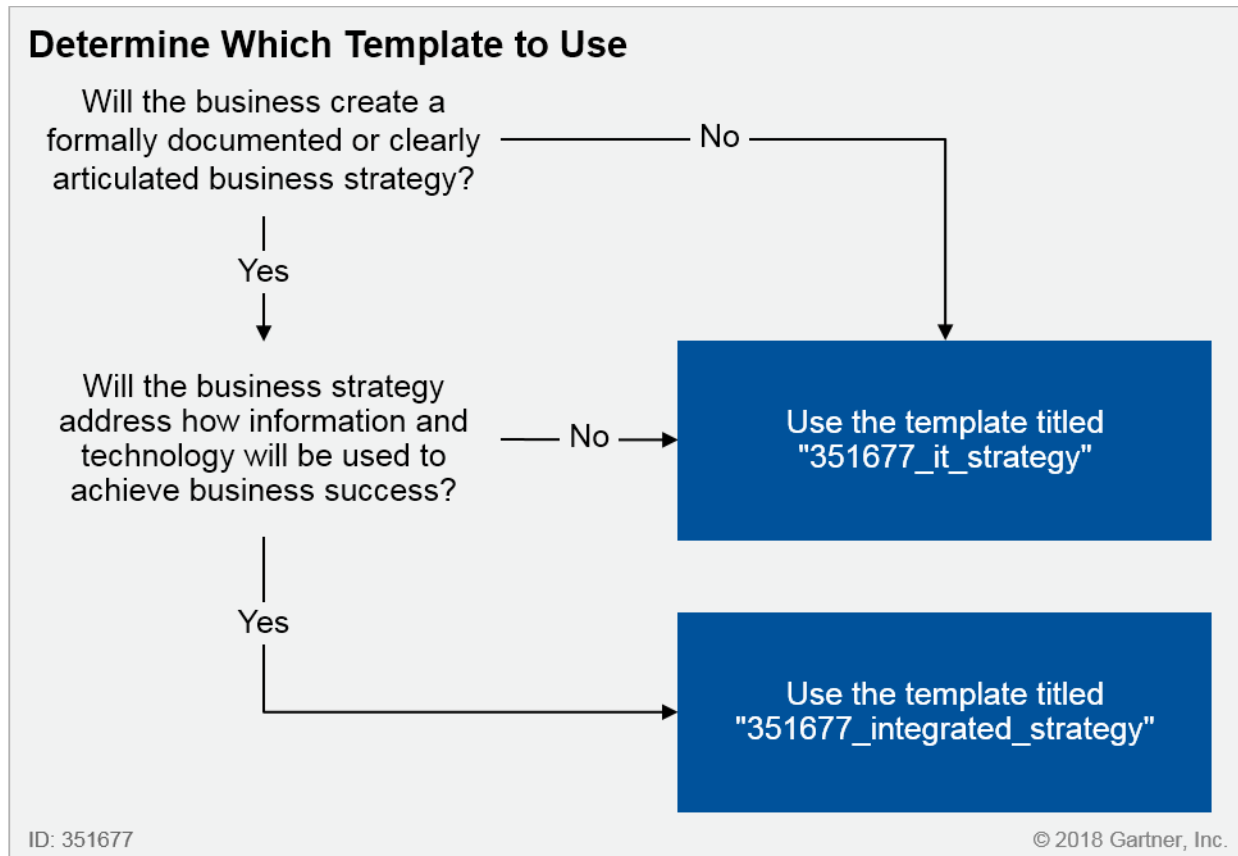 Determine Which Template to Use
Will the business create a
formally documented or clearly
articulated business strategy?
No
Yes
Will the business strategy
address how information and
technology will be used to
achieve business success?
No
Use the template titled
"351677_it_strategy"
Yes
Use the template titled
"351677_integrated_strategy"
ID: 351677
© 2018 Gartner, Inc.